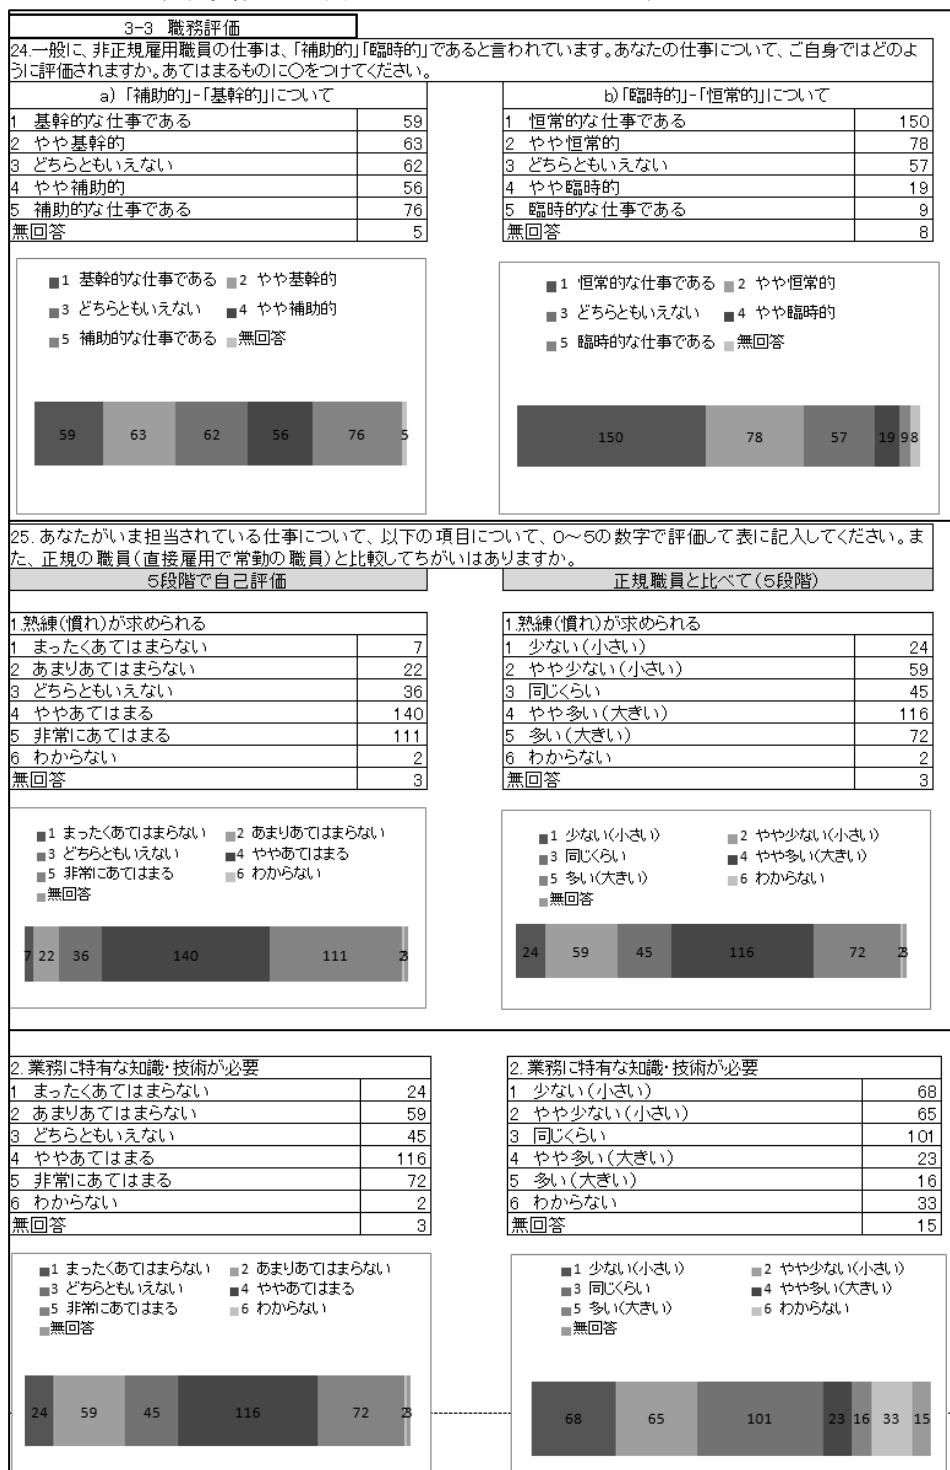 3-3 職務評価
24.一般に、非正規雇用職員の仕事は、「補助的」「臨時的」であると言われています。あなたの仕事について、ご自身ではどのよ
うに評価されますか。あてはまるものに○をつけてください。
a) 「補助的」-「基幹的」について
1 基幹的な仕事である 59
2 やや基幹的 63
3 どちらともいえない 62
4 やや補助的 56
5 補助的な仕事である 76
無回答 5
b)「臨時的」-「恒常的」について
1 恒常的な仕事である 150
2 やや恒常的 78
3 どちらともいえない 57
4 やや臨時的 19
5 臨時的な仕事である 9
無回答 8
1 基幹的な仕事である 2 やや基幹的
3 どちらともいえない 4 やや補助的
5 補助的な仕事である 無回答
59 63 62 56 76 5
1 恒常的な仕事である 2 やや恒常的
3 どちらともいえない 4 やや臨時的
5 臨時的な仕事である 無回答
150 78 57 19 9 8
25. あなたがいま担当されている仕事について、以下の項目について、0～5の数字で評価して表に記入してください。ま
た、正規の職員(直接雇用で常勤の職員)と比較してちがいはありますか。
5段階で自己評価
1.熟練(慣れ)が求められる
1 まったくあてはまらない 7
2 あまりあてはまらない 22
3 どちらともいえない 36
4 ややあてはまる 140
5 非常にあてはまる 111
6 わからない 2
無回答 3
正規職員と比べて(5段階)
1.熟練(慣れ)が求められる
1 少ない(小さい) 24
2 やや少ない(小さい) 59
3 同じくらい 45
4 やや多い(大きい) 116
5 多い(大きい) 72
6 わからない 2
無回答 3
1 まったくあてはまらない 2 あまりあてはまらない
3 どちらともいえない 4 ややあてはまる
5 非常にあてはまる 6 わからない
無回答
7 22 36 140 111 2 3
1 少ない(小さい) 2 やや少ない(小さい)
3 同じくらい 4 やや多い(大きい)
5 多い(大きい) 6 わからない
無回答
24 59 45 116 72 2 3
2.業務に特有な知識・技術が必要
1 まったくあてはまらない 24
2 あまりあてはまらない 59
3 どちらともいえない 45
4 ややあてはまる 116
5 非常にあてはまる 72
6 わからない 2
無回答 3
2.業務に特有な知識・技術が必要
1 少ない(小さい) 68
2 やや少ない(小さい) 65
3 同じくらい 101
4 やや多い(大きい) 23
5 多い(大きい) 16
6 わからない 33
無回答 15
1 まったくあてはまらない 2 あまりあてはまらない
3 どちらともいえない 4 ややあてはまる
5 非常にあてはまる 6 わからない
無回答
24 59 45 116 72 2 3
1 少ない(小さい) 2 やや少ない(小さい)
3 同じくらい 4 やや多い(大きい)
5 多い(大きい) 6 わからない
無回答
68 65 101 23 16 33 15